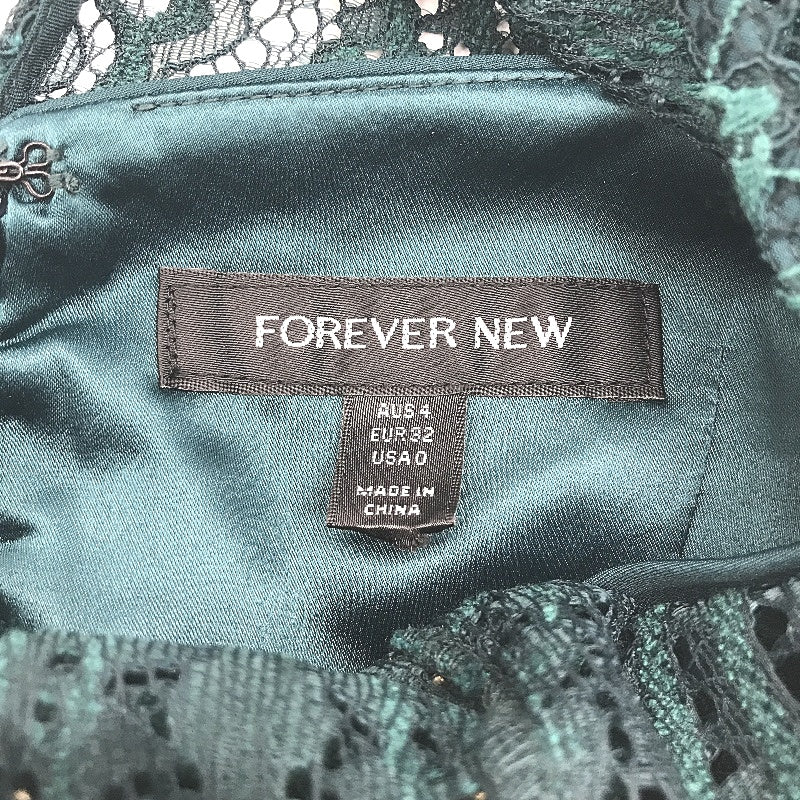 FOREVER NEW
AUS 4
EUR 32
USA 0
MADE IN
CHINA